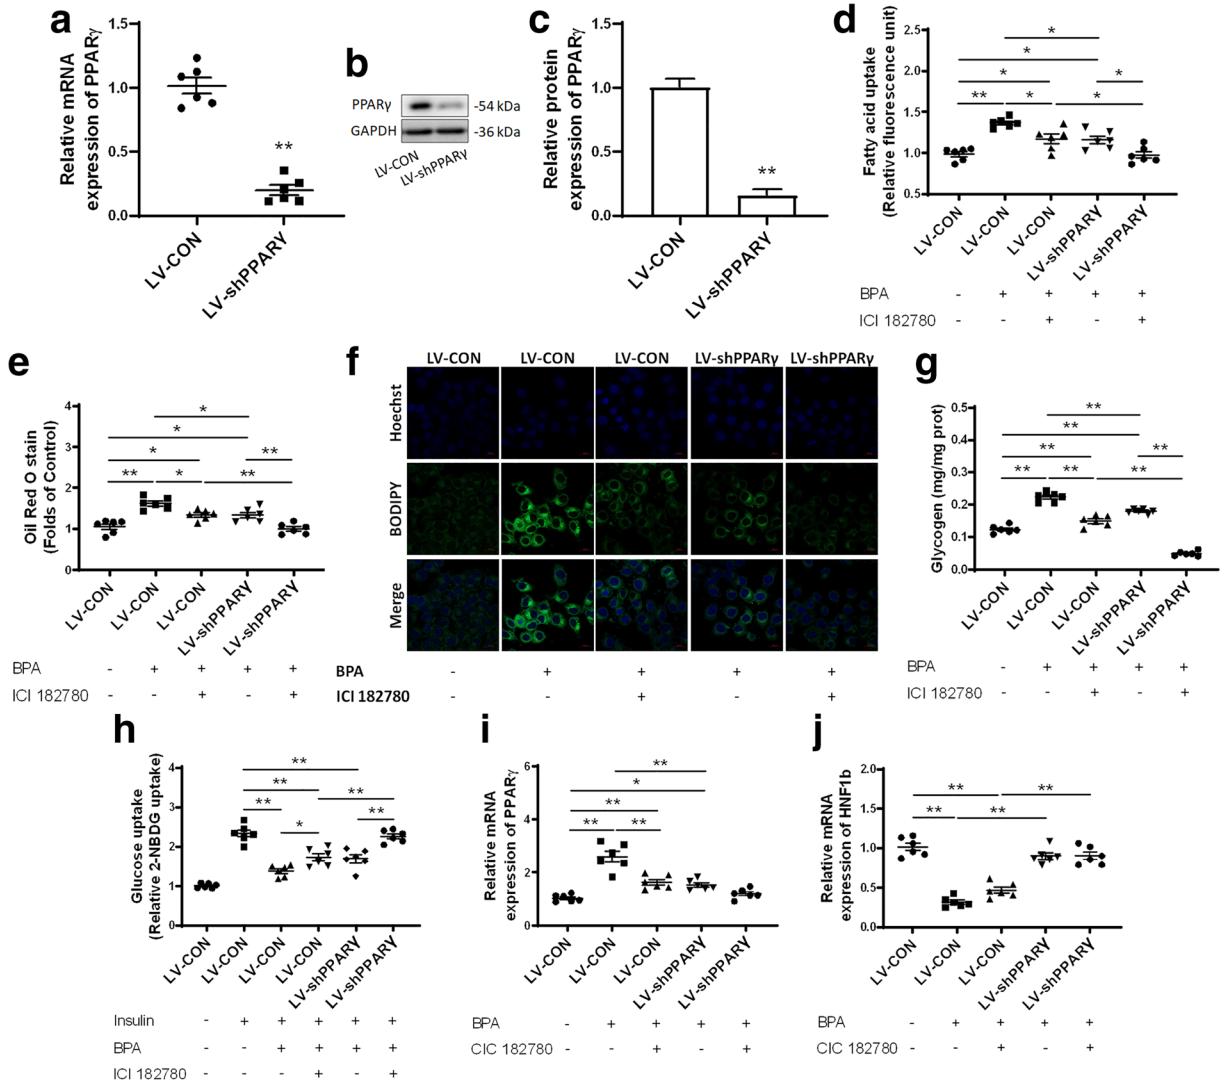 a
Relative mRNA
expression of PPARγ
1.5
1.0
0.5
0.0
**
LV-CON
LV-shPPARγ
b
PPARγ
-54 kDa
GAPDH
-36 kDa
LV-CON
LV-shPPARγ
c
Relative protein
expression of PPARγ
1.5
1.0
0.5
0.0
**
LV-CON
LV-shPPARγ
d
Fatty acid uptake
(Relative fluorescence unit)
2.5
2.0
1.5
1.0
0.5
*
*
* *
** * *
LV-CON LV-CON LV-CON LV-shPPARγ LV-shPPARγ
BPA - + + + +
ICI 182780 - - + - +
e
Oil Red O stain
(Folds of Control)
4
3
2
1
0
*
*
* **
** * **
LV-CON LV-CON LV-CON LV-shPPARγ LV-shPPARγ
BPA - + + + +
ICI 182780 - - + - +
f
LV-CON LV-CON LV-CON LV-shPPARγ LV-shPPARγ
Hoechst
BODIPY
Merge
BPA - + + + +
ICI 182780 - - + - +
g
Glycogen (mg/mg prot)
0.5
0.4
0.3
0.2
0.1
0.0
**
**
** **
** ** **
LV-CON LV-CON LV-CON LV-shPPARγ LV-shPPARγ
BPA - + + + +
ICI 182780 - - + - +
h
Glucose uptake
(Relative 2-NBDG uptake)
4
3
2
1
0
**
**
** **
* **
LV-CON LV-CON LV-CON LV-CON LV-shPPARγ LV-shPPARγ
Insulin - + + + + +
BPA - - + + + +
ICI 182780 - - - + - +
i
Relative mRNA
expression of PPARγ
6
4
2
0
**
*
**
** **
LV-CON LV-CON LV-CON LV-shPPARγ LV-shPPARγ
BPA - + + + +
CIC 182780 - - + - +
j
Relative mRNA
expression of HNF1b
2.0
1.5
1.0
0.5
0.0
** **
** **
LV-CON LV-CON LV-CON LV-shPPARγ LV-shPPARγ
BPA - + + + +
CIC 182780 - - + - +